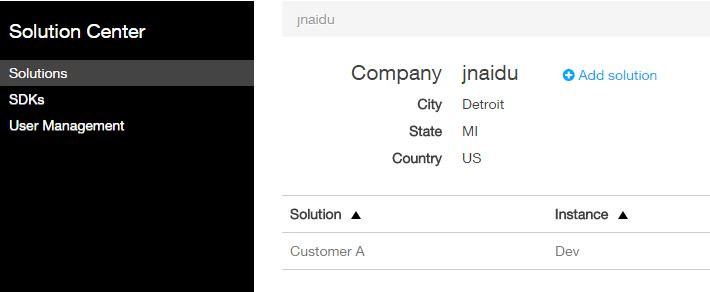 Solution Center
Solutions
SDKs
User Management
jnaidu
Company jnaidu Add solution
City Detroit
State MI
Country US
Solution ▲ Instance ▲
Customer A Dev